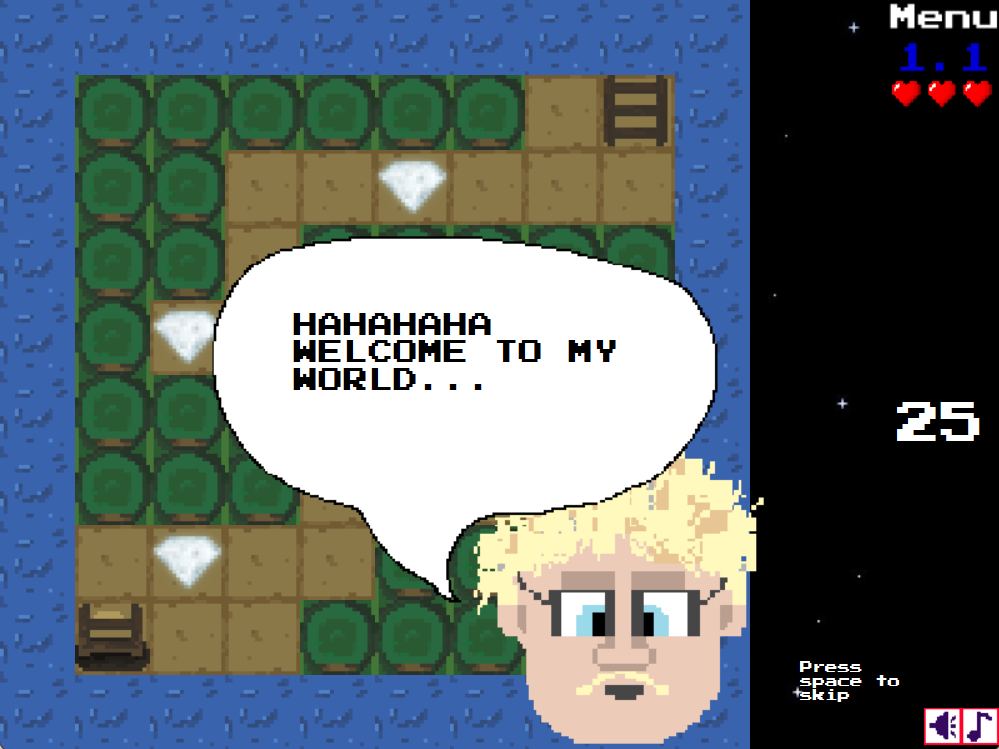 Menu
1.1
HAHAHAHA
WELCOME TO MY
WORLD...
25
Press
space to
skip